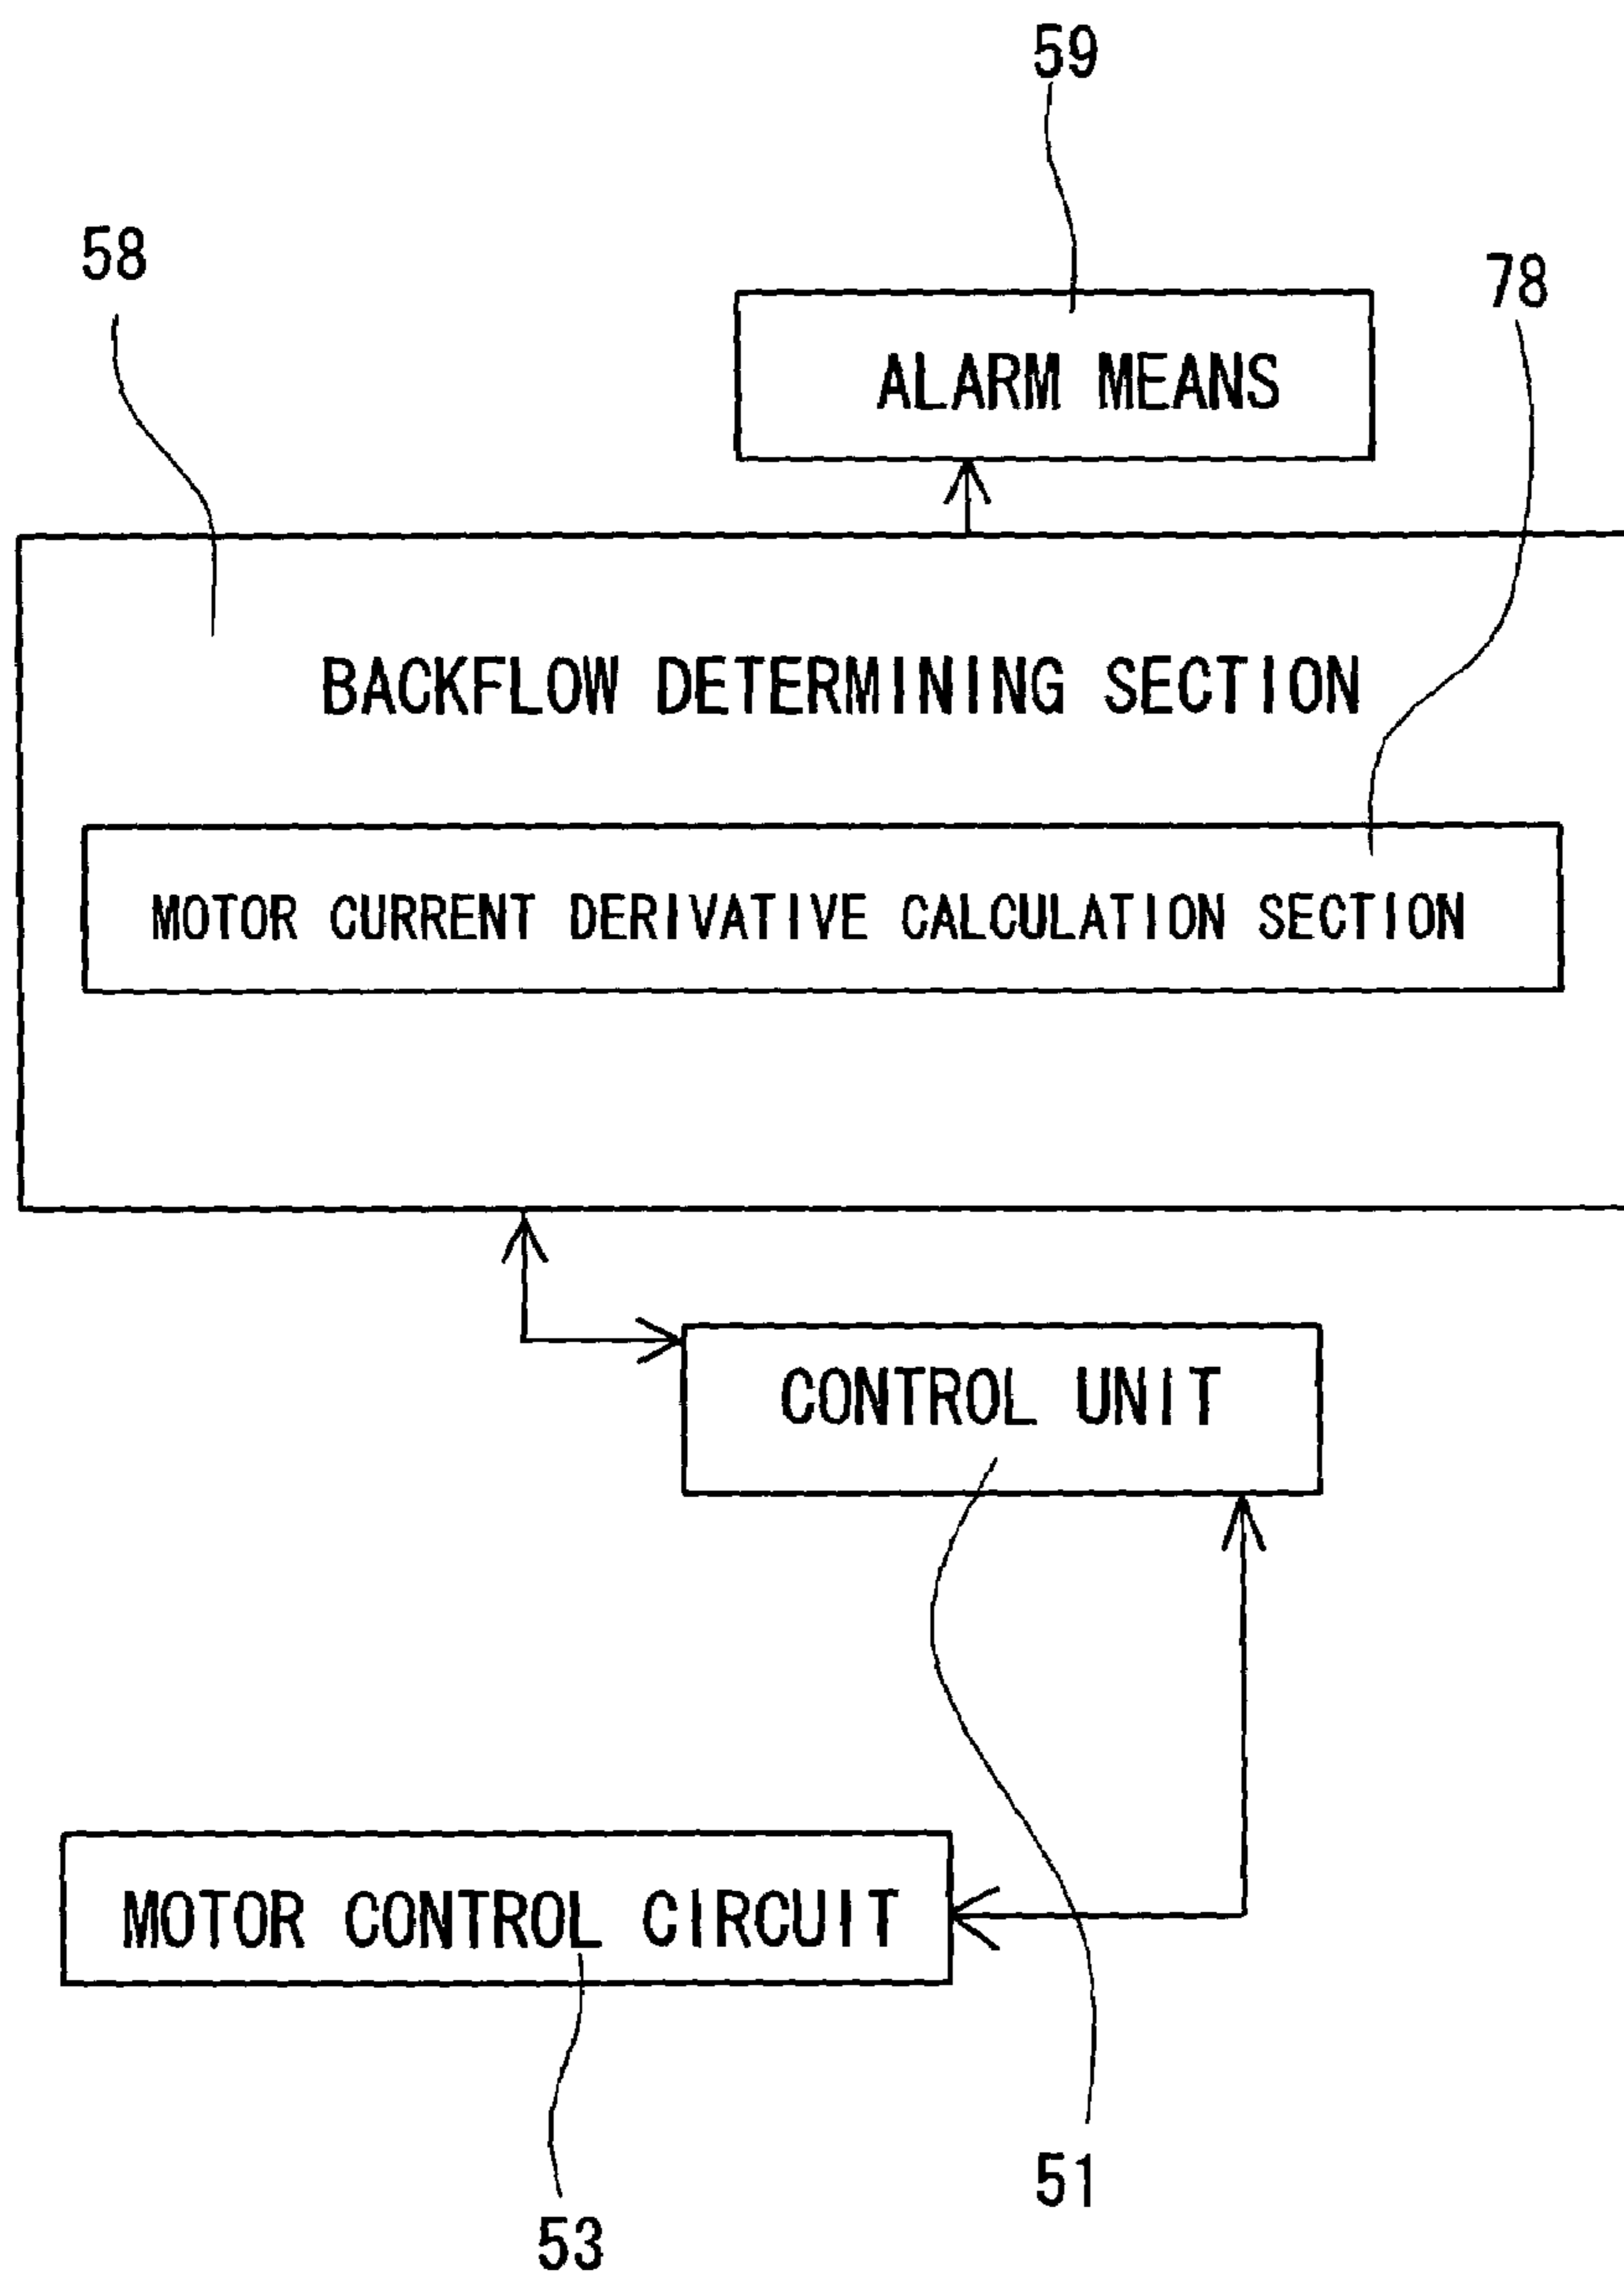 59
58
78
ALARM MEANS
BACKFLOW DETERMINING SECTION
MOTOR CURRENT DERIVATIVE CALCULATION SECTION
CONTROL UNIT
MOTOR CONTROL CIRCUIT
51
53